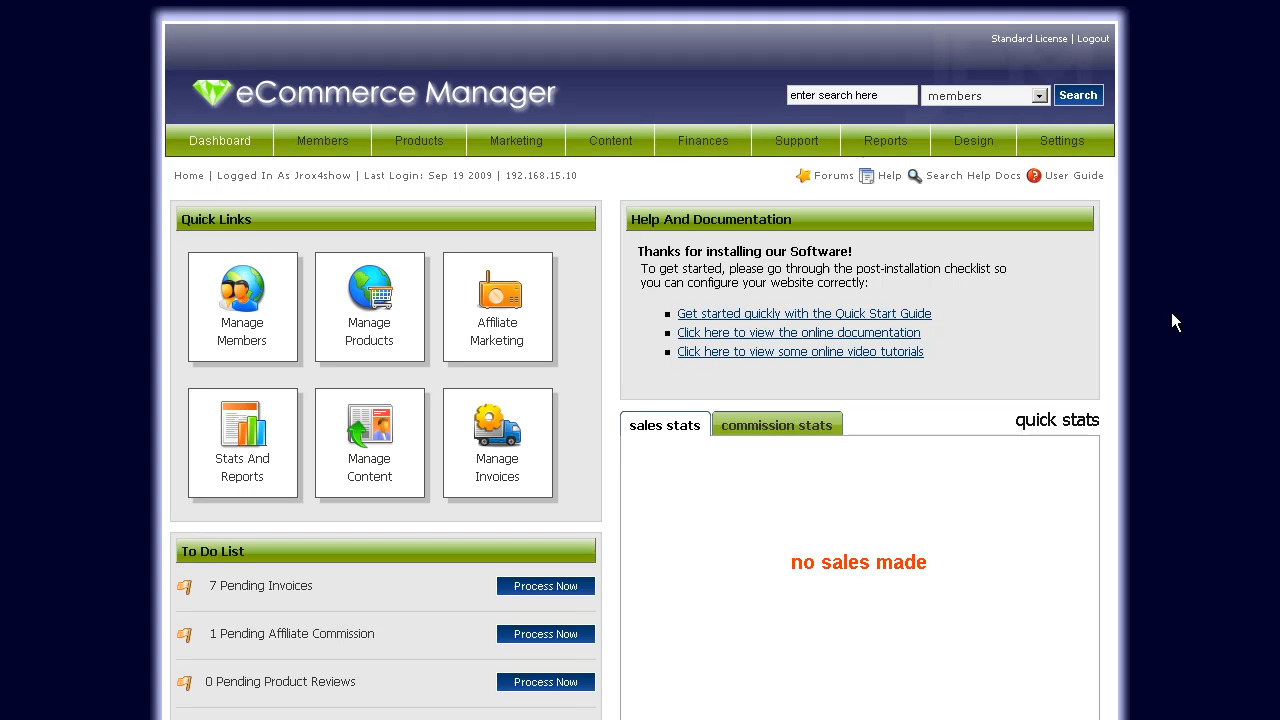 Standard License | Logout
eCommerce Manager
enter search here
members
Search
Dashboard
Members
Products
Marketing
Content
Finances
Support
Reports
Design
Settings
Home | Logged In As Jrox4show | Last Login: Sep 19 2009 | 192.168.15.10
Forums
Help
Search Help Docs
User Guide
Quick Links
Manage
Members
Manage
Products
Affiliate
Marketing
Stats And
Reports
Manage
Content
Manage
Invoices
To Do List
7 Pending Invoices
Process Now
1 Pending Affiliate Commission
Process Now
0 Pending Product Reviews
Process Now
Help And Documentation
Thanks for installing our Software!
To get started, please go through the post-installation checklist so
you can configure your website correctly:
Get started quickly with the Quick Start Guide
Click here to view the online documentation
Click here to view some online video tutorials
sales stats
commission stats
quick stats
no sales made